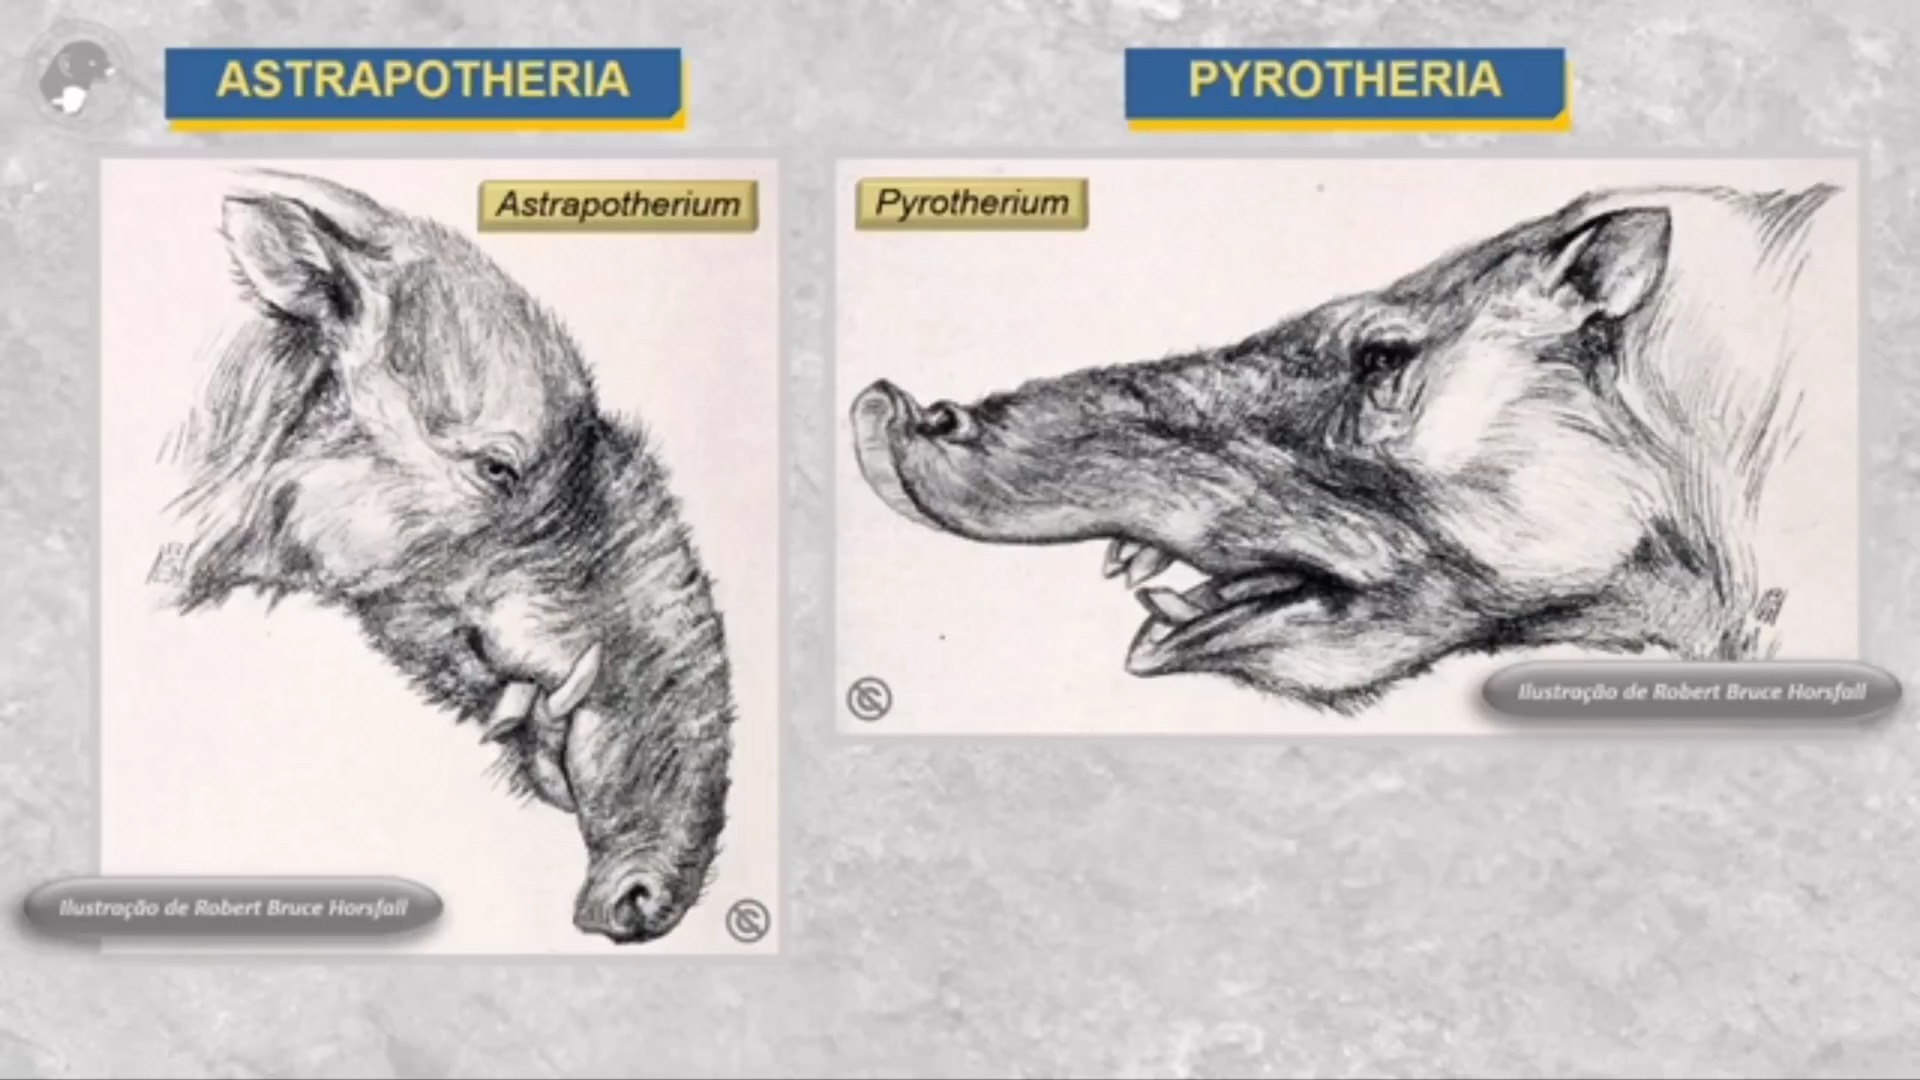 ASTRAPOTHERIA
PYROTHERIA
Astrapotherium
Pyrotherium
Ilustração de Robert Bruce Horsfall
Ilustração de Robert Bruce Horsfall